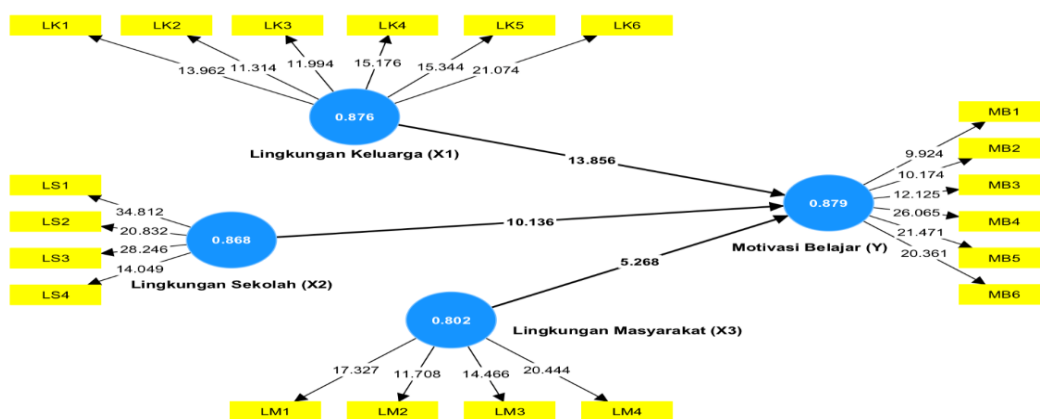 LK1 LK2 LK3 LK4 LK5 LK6
13.962 11.314 11.994 15.176 15.344 21.074
0.876
Lingkungan Keluarga (X1)
13.856
LS1
LS2
LS3
LS4
34.812
20.832
28.246
14.049
0.868
Lingkungan Sekolah (X2)
10.136
0.802
Lingkungan Masyarakat (X3)
5.268
17.327 11.708 14.466 20.444
LM1 LM2 LM3 LM4
0.879
Motivasi Belajar (Y)
9.924
10.174
12.125
26.065
21.471
20.361
MB1
MB2
MB3
MB4
MB5
MB6